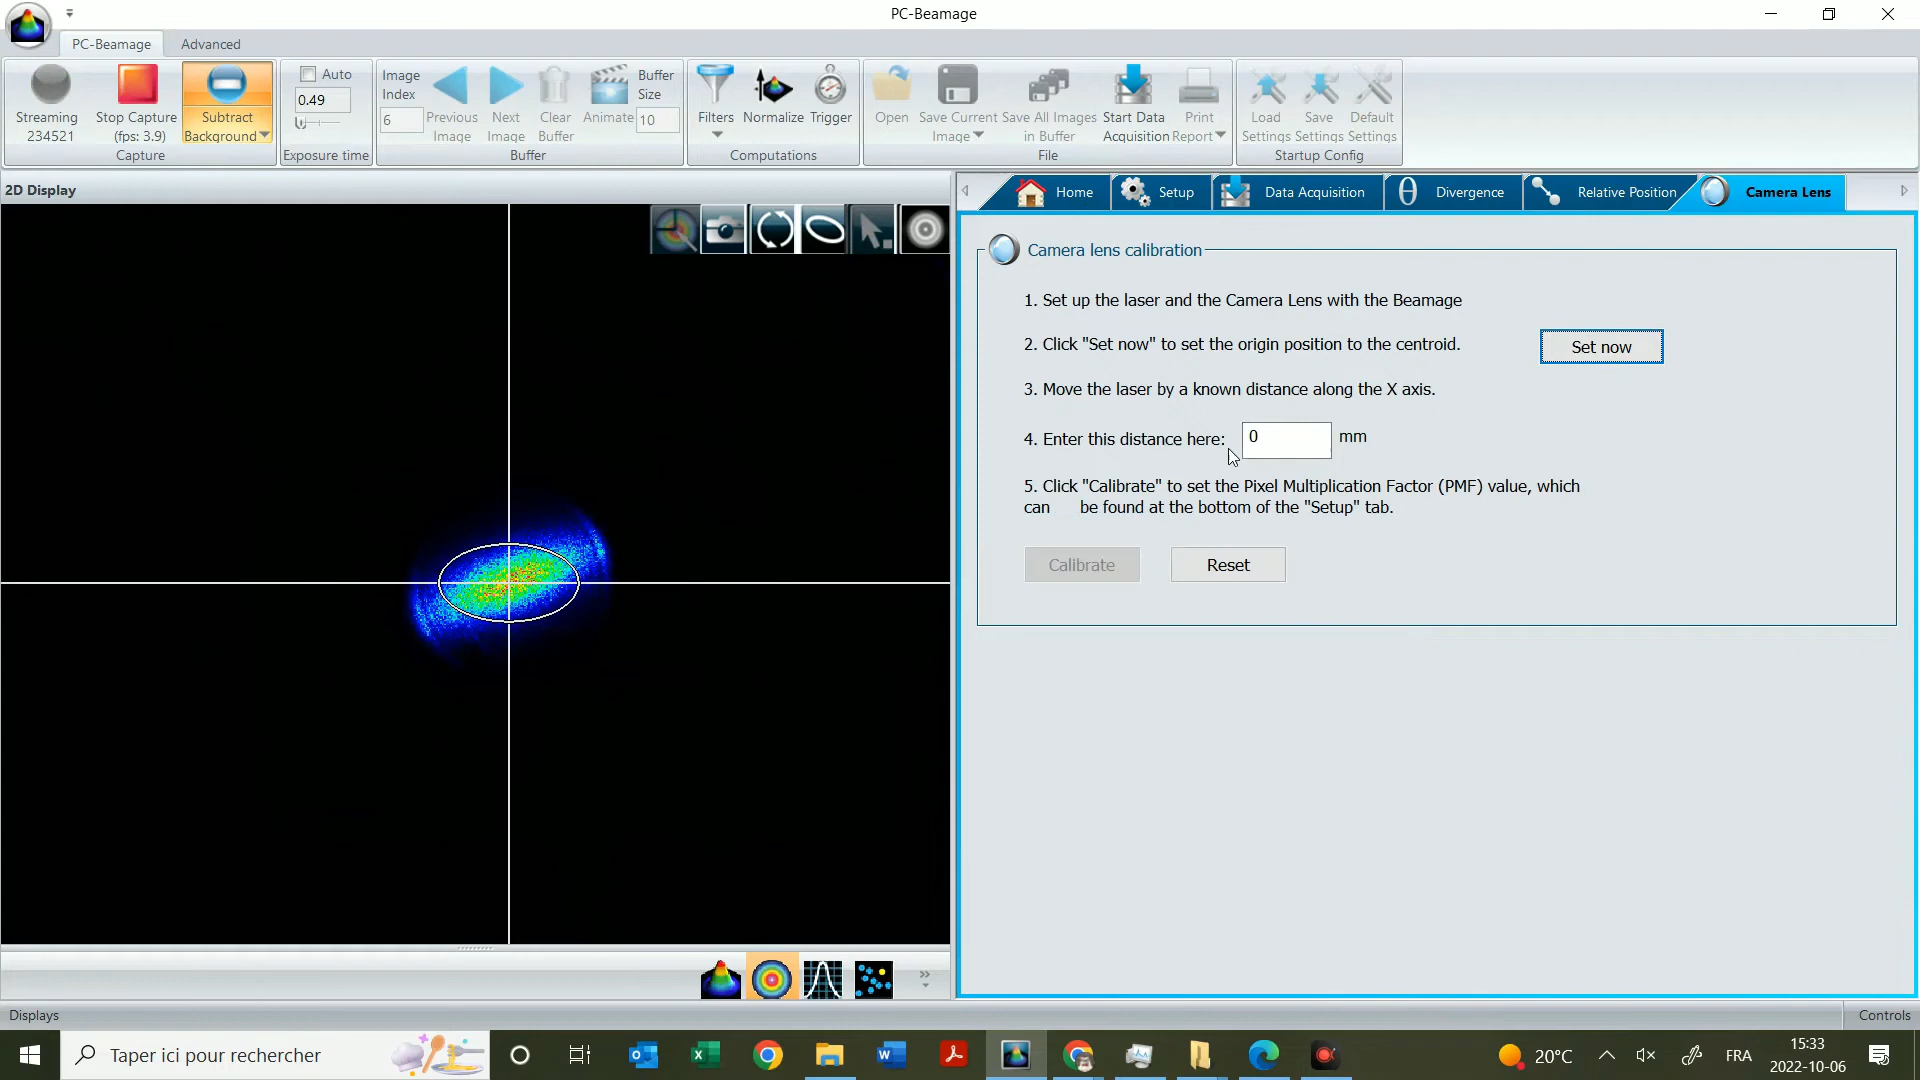 PC-Beamage
PC-Beamage
Advanced
Streaming
234521
Stop Capture
(fps: 3.9)
Subtract
Background
Capture
Auto
0.49
Exposure time
Image
Index
6
Previous
Image
Next
Image
Clear
Buffer
Animate
Buffer
Size
10
Buffer
Filters
Normalize
Trigger
Computations
Open
Save Current
Image
Save All Images
in Buffer
Start Data
Acquisition
Print
Report
File
Load
Settings
Save
Settings
Default
Settings
Startup Config
2D Display
Home
Setup
Data Acquisition
θ
Divergence
Relative Position
Camera Lens
Camera lens calibration
1. Set up the laser and the Camera Lens with the Beamage
2. Click "Set now" to set the origin position to the centroid.
Set now
3. Move the laser by a known distance along the X axis.
4. Enter this distance here:
0
mm
5. Click "Calibrate" to set the Pixel Multiplication Factor (PMF) value, which
can be found at the bottom of the "Setup" tab.
Calibrate
Reset
Displays
Controls
Taper ici pour rechercher
20°C
FRA
15:33
2022-10-06